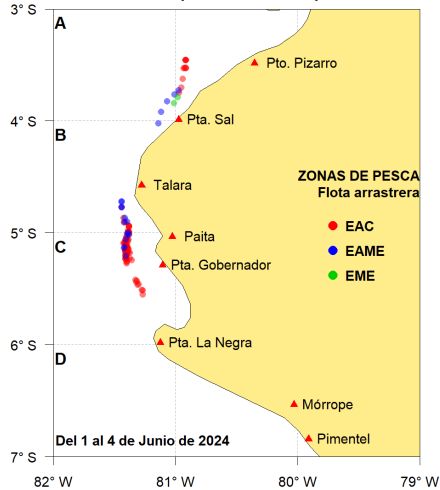 3° S
A
Pto. Pizarro
4° S
Pta. Sal
B
ZONAS DE PESCA
Flota arrastrera
Talara
EAC
5° S
Paita
C
EAME
Pta. Gobernador
EME
6° S
Pta. La Negra
D
Mórrope
Del 1 al 4 de Junio de 2024
Pimentel
7° S
82° W
81° W
80° W
79° W